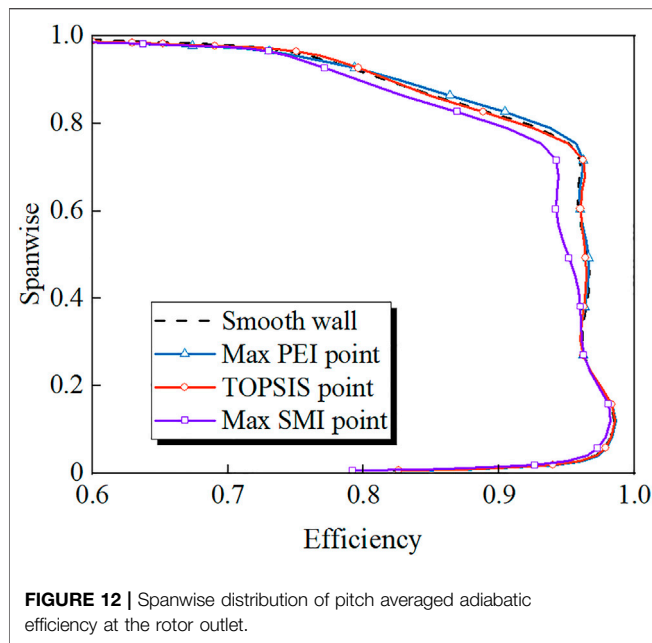 1.0
0.8
0.6
0.4
0.2
0
Spanwise
Smooth wall
Max PEI point
TOPSIS point
Max SMI point
0.6 0.7 0.8 0.9 1.0
Efficiency
FIGURE 12 | Spanwise distribution of pitch averaged adiabatic
efficiency at the rotor outlet.